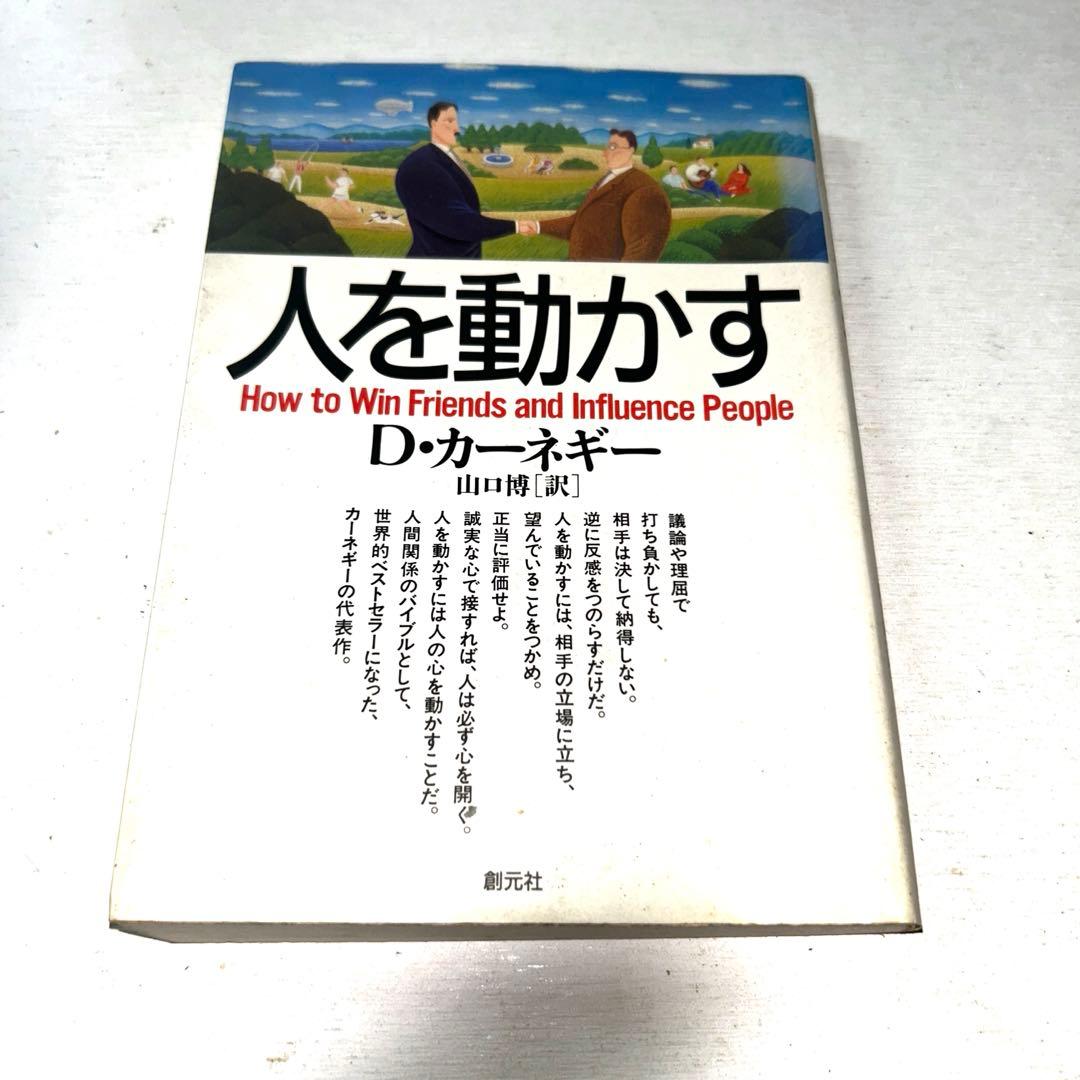 人を動かす
How to Win Friends and Influence People
D・カーネギー
山口博[訳]
議論や理屈で
打ち負かしても、
相手は決して納得しない。
逆に反感をつのらすだけだ。
人を動かすには、相手の立場に立ち、
望んでいることをつかめ。
正当に評価せよ。
誠実な心で接すれば、人は必ず心を開く。
人を動かすには人の心を動かすことだ。
人間関係のバイブルとして、
世界的ベストセラーになった、
カーネギーの代表作。
創元社